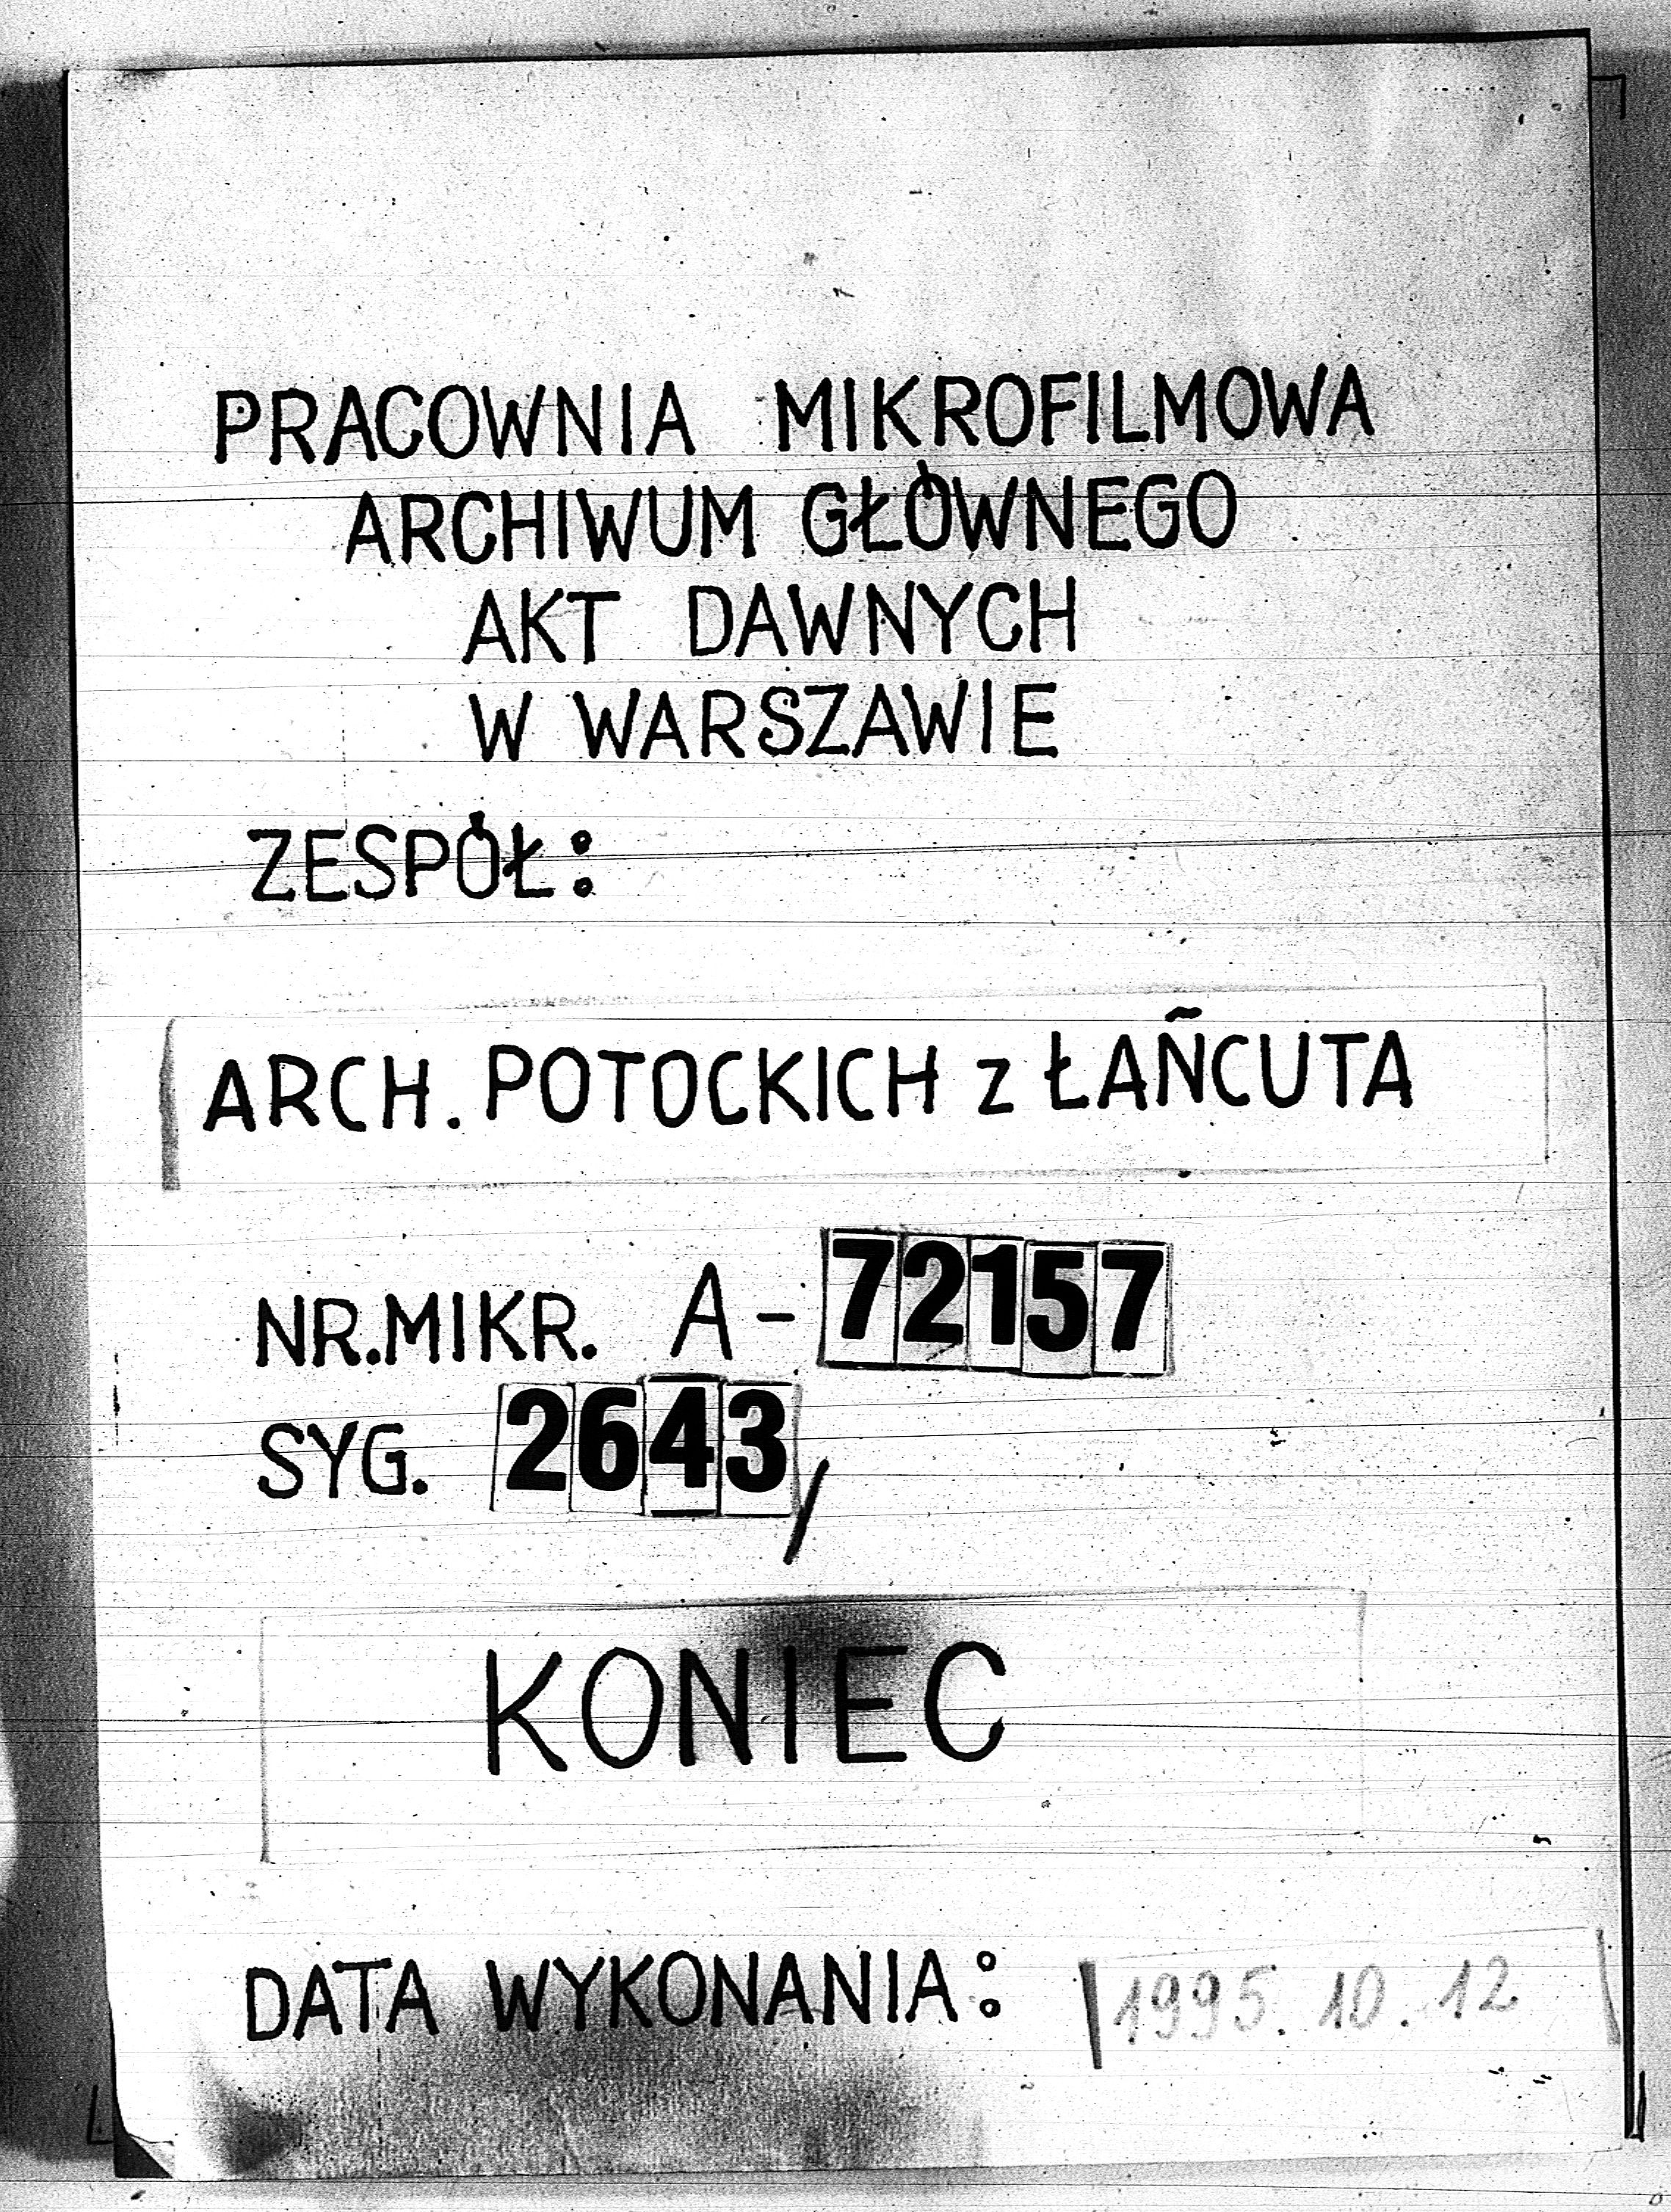 PRACOWNIA MIKROFILMOWA
ARCHIWUM GŁÓWNEGO
AKT DAWNYCH
W WARSZAWIE
ZESPÓŁ:
ARCH. POTOCKICH z ŁAŃCUTA
NR.MIKR. A-72157
SYG. 2643,
KONIEC
DATA WYKONANIA: 1995.10.12